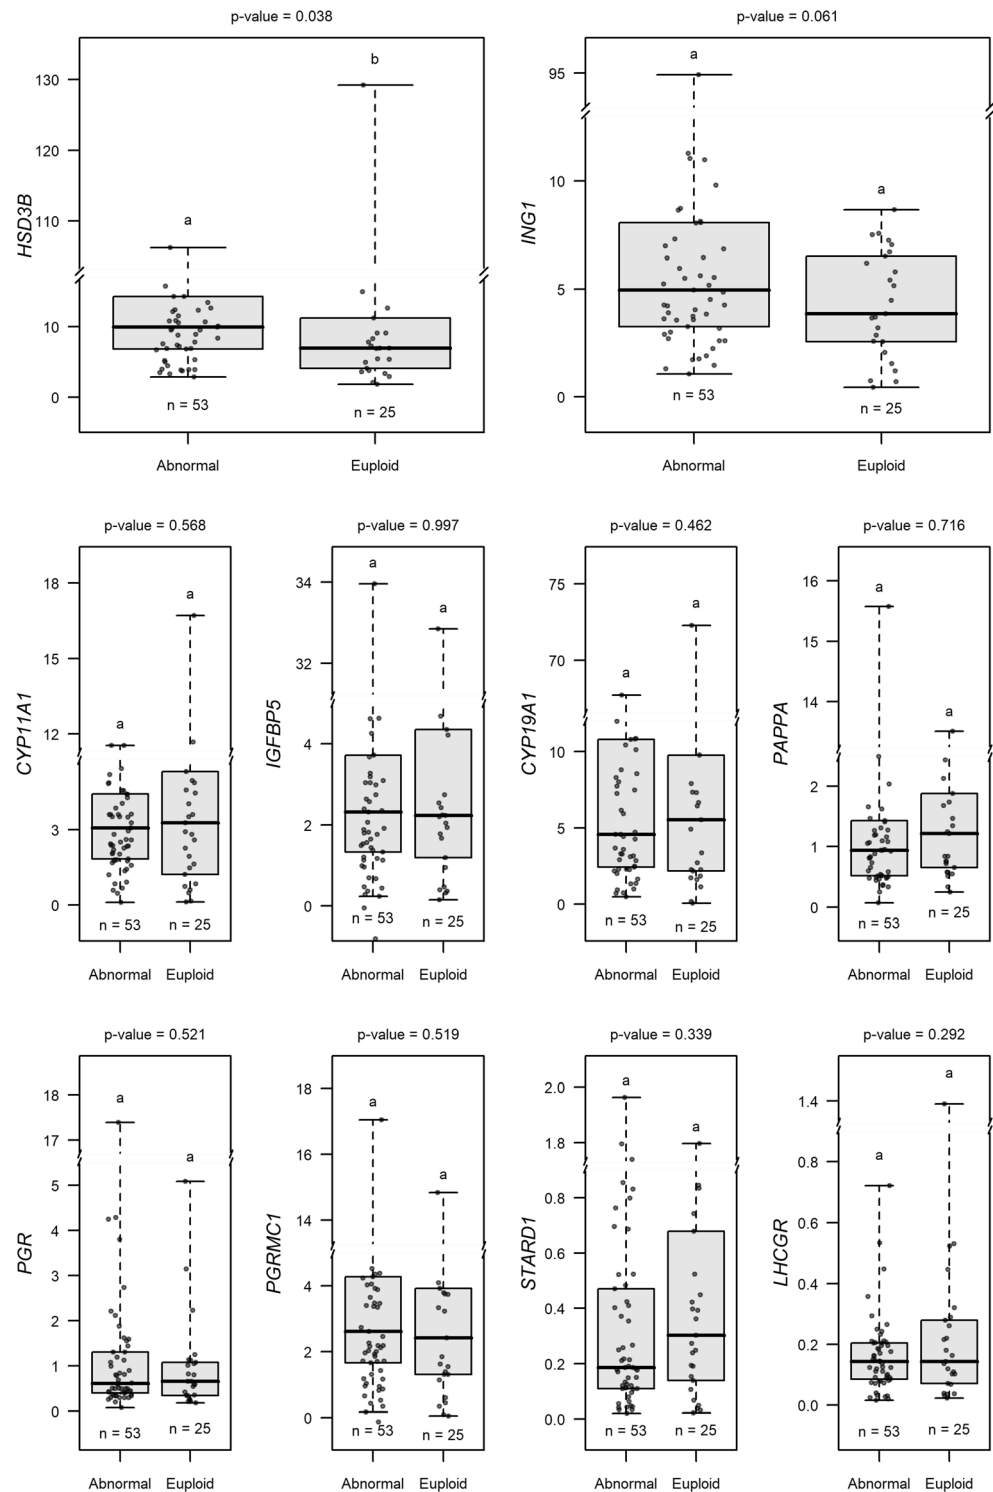 p-value = 0.038
HSD3B
130
120
110
10
0
a
b
n = 53
n = 25
Abnormal
Euploid
p-value = 0.061
ING1
95
10
5
0
a
a
n = 53
n = 25
Abnormal
Euploid
p-value = 0.568
CYP11A1
18
15
12
3
0
a
a
n = 53
n = 25
Abnormal
Euploid
p-value = 0.997
IGFBP5
34
32
4
2
0
a
a
n = 53
n = 25
Abnormal
Euploid
p-value = 0.462
CYP19A1
75
70
10
5
0
a
a
n = 53
n = 25
Abnormal
Euploid
p-value = 0.716
PAPPA
16
15
14
2
1
0
a
a
n = 53
n = 25
Abnormal
Euploid
p-value = 0.521
PGR
18
17
5
4
3
2
1
0
a
a
n = 53
n = 25
Abnormal
Euploid
p-value = 0.519
PGRMC1
18
16
14
4
2
0
a
a
n = 53
n = 25
Abnormal
Euploid
p-value = 0.339
STARD1
2.0
1.8
0.8
0.6
0.4
0.2
0.0
a
a
n = 53
n = 25
Abnormal
Euploid
p-value = 0.292
LHCGR
1.4
0.8
0.6
0.4
0.2
0.0
a
a
n = 53
n = 25
Abnormal
Euploid